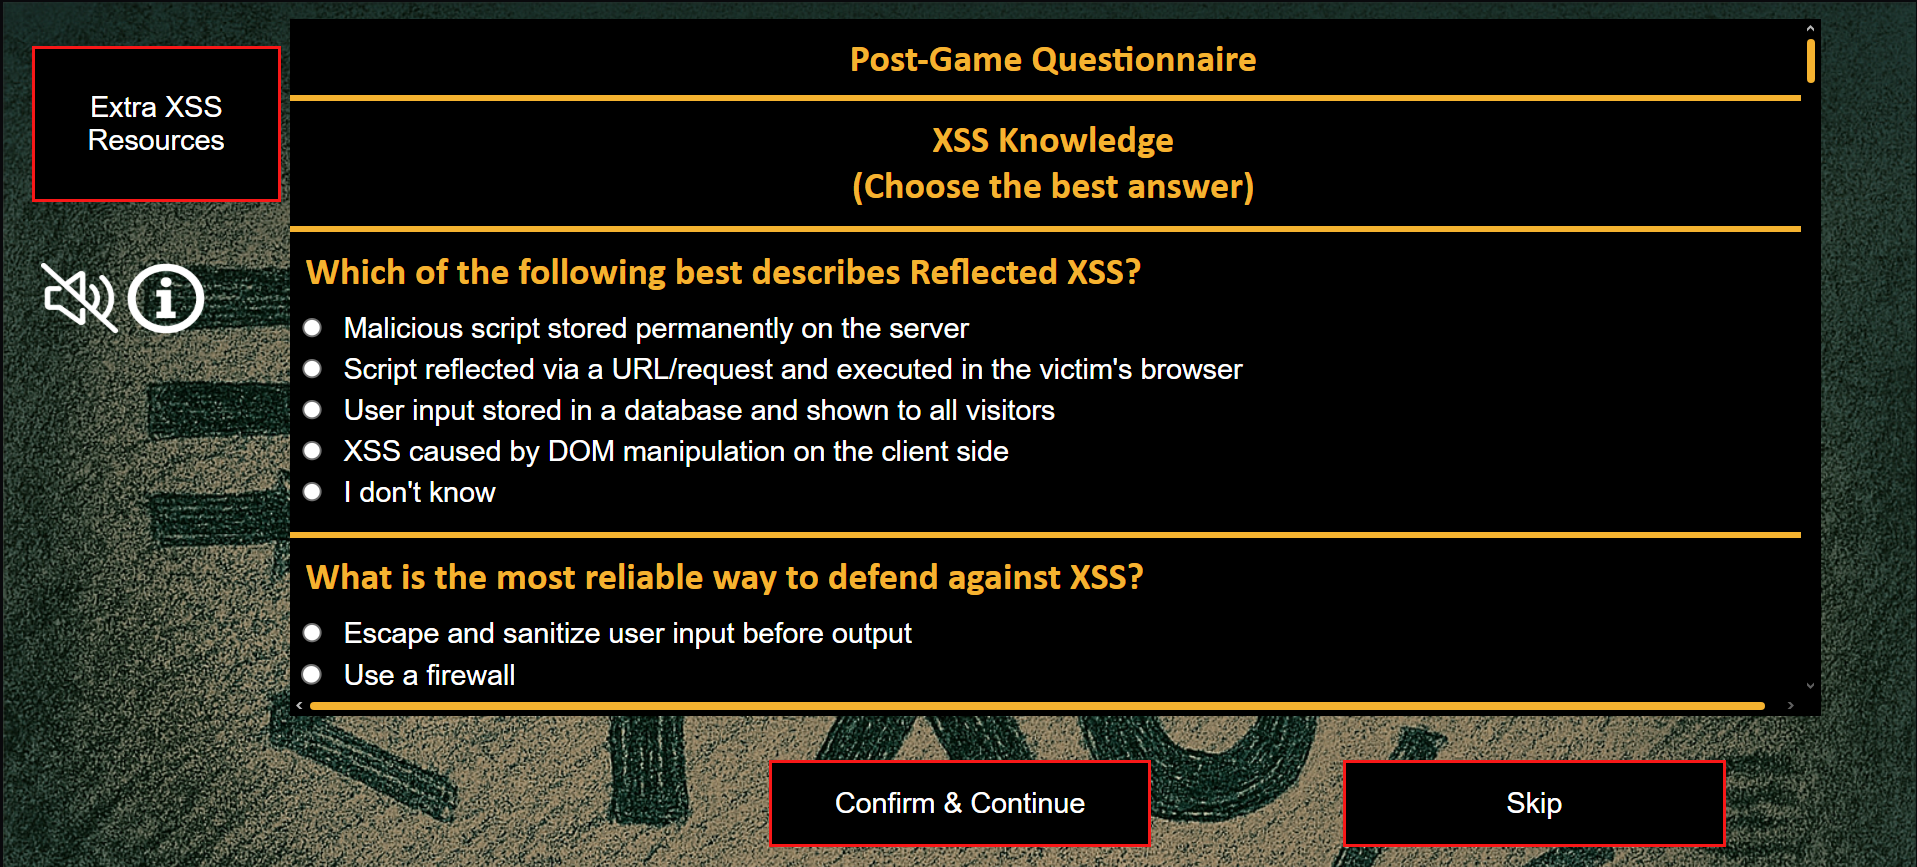 Extra XSS
Resources
Post-Game Questionnaire
XSS Knowledge
(Choose the best answer)
Which of the following best describes Reflected XSS?
Malicious script stored permanently on the server
Script reflected via a URL/request and executed in the victim's browser
User input stored in a database and shown to all visitors
XSS caused by DOM manipulation on the client side
I don't know
What is the most reliable way to defend against XSS?
Escape and sanitize user input before output
Use a firewall
Confirm & Continue
Skip